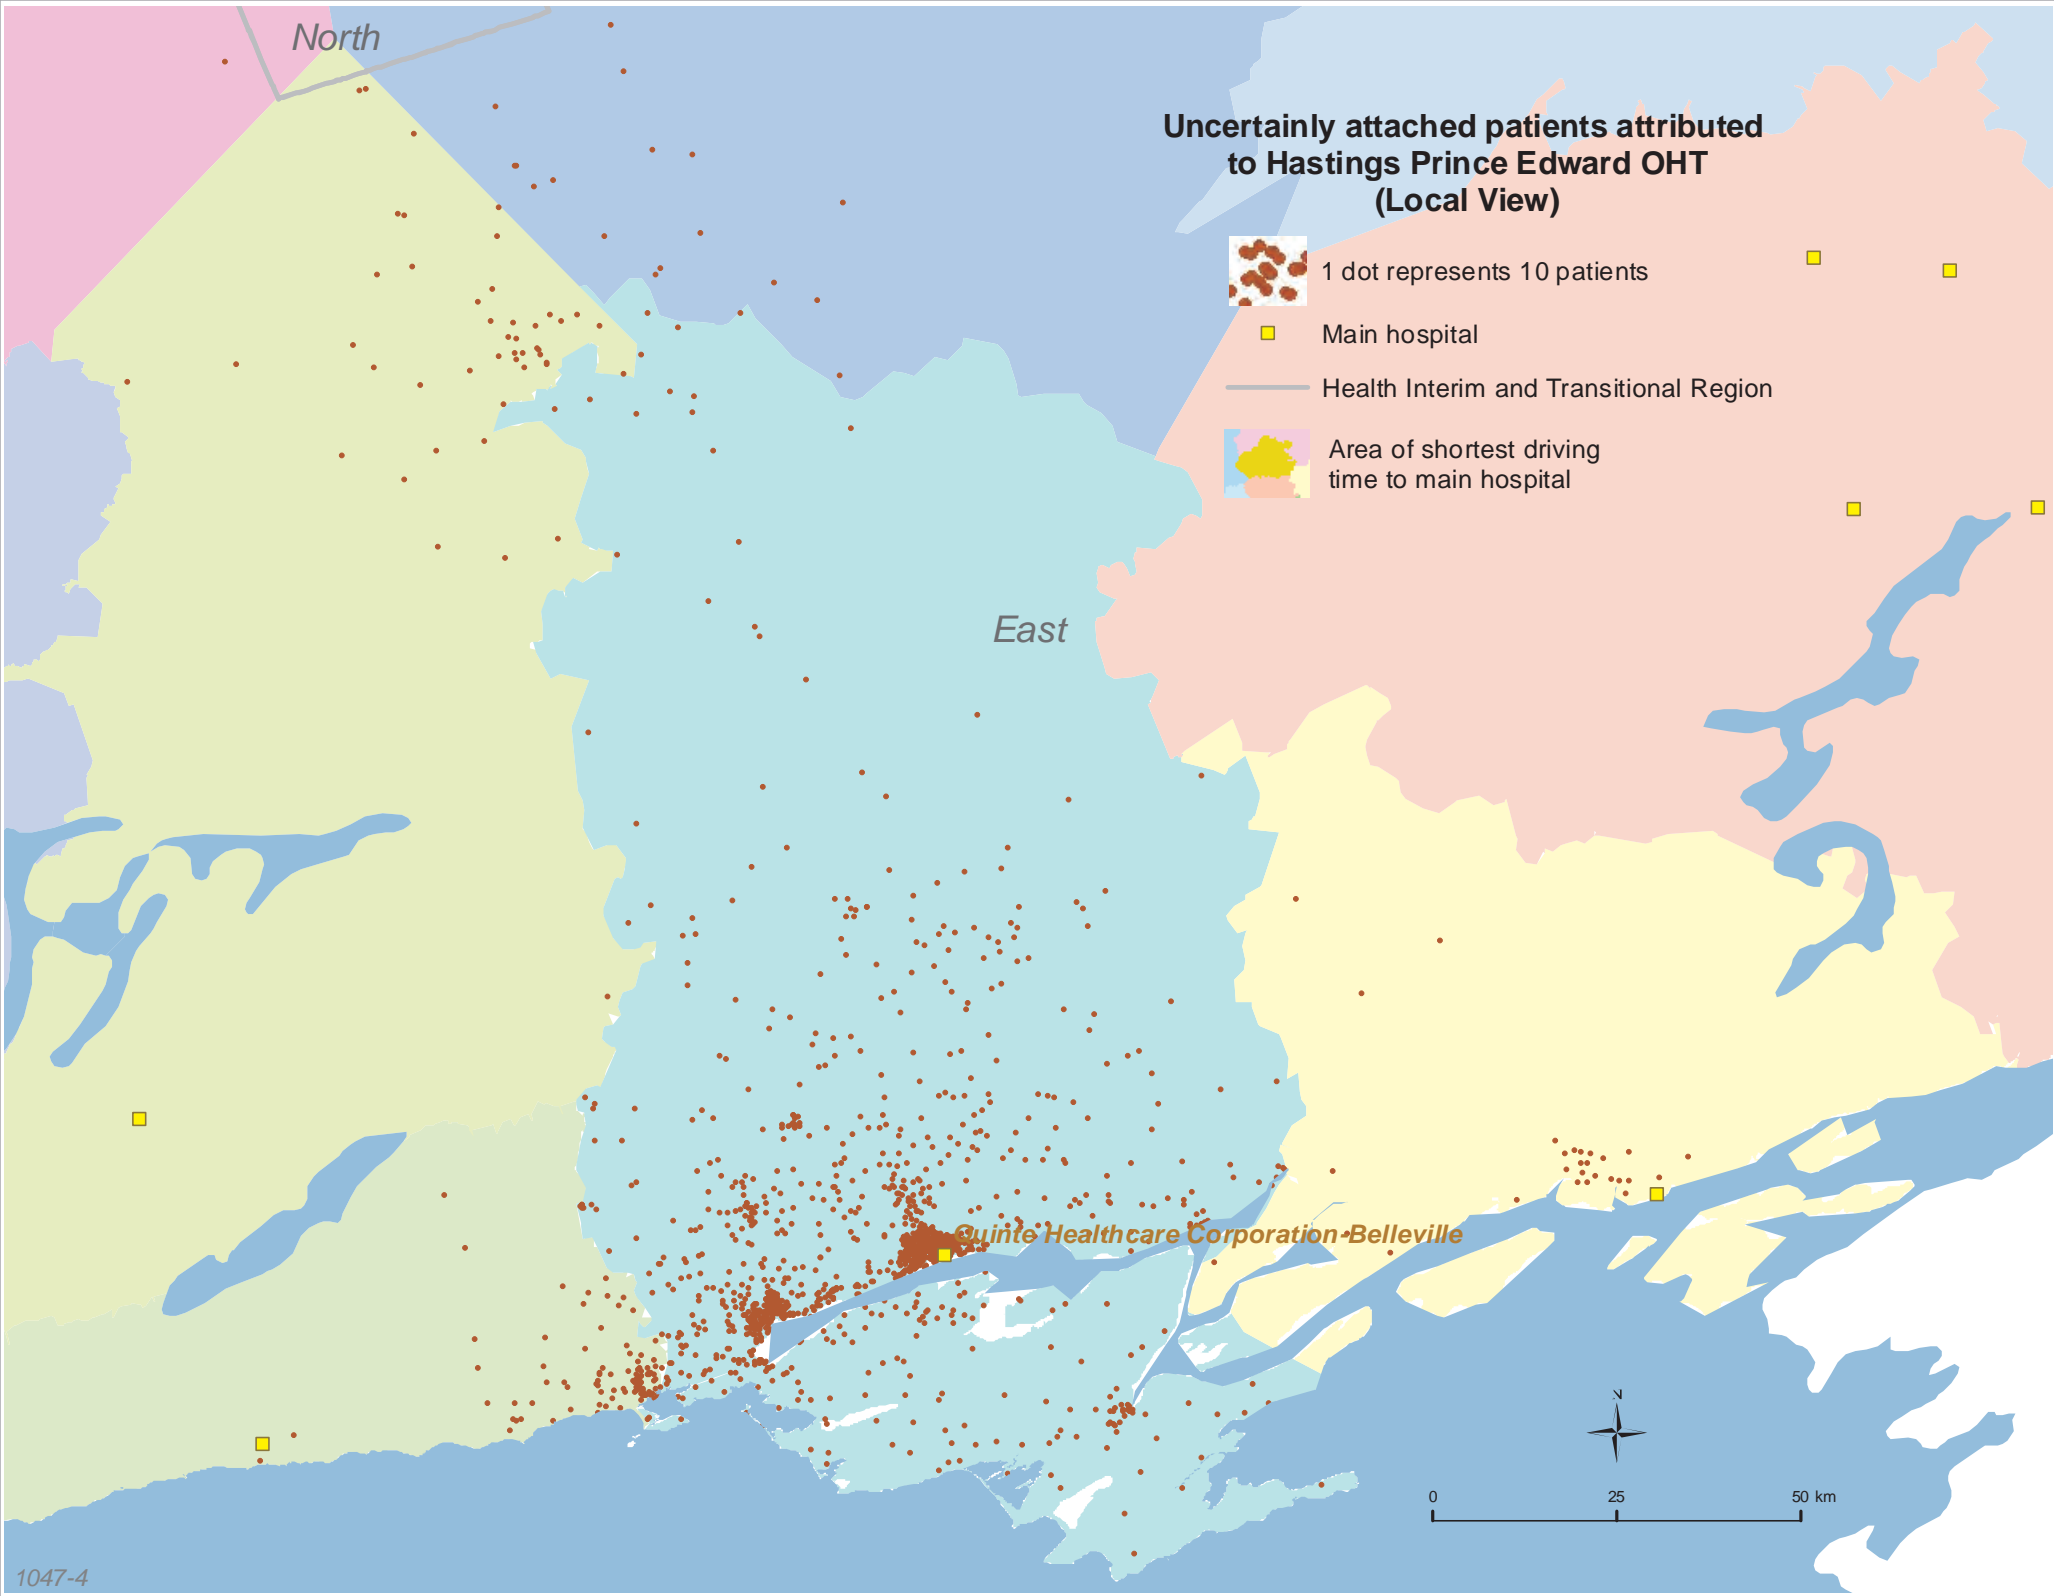 North
Uncertainly attached patients attributed
to Hastings Prince Edward OHT
(Local View)
1 dot represents 10 patients
Main hospital
Health Interim and Transitional Region
Area of shortest driving
time to main hospital
East
Quinte Healthcare Corporation-Belleville
N
0 25 50 km
1047-4